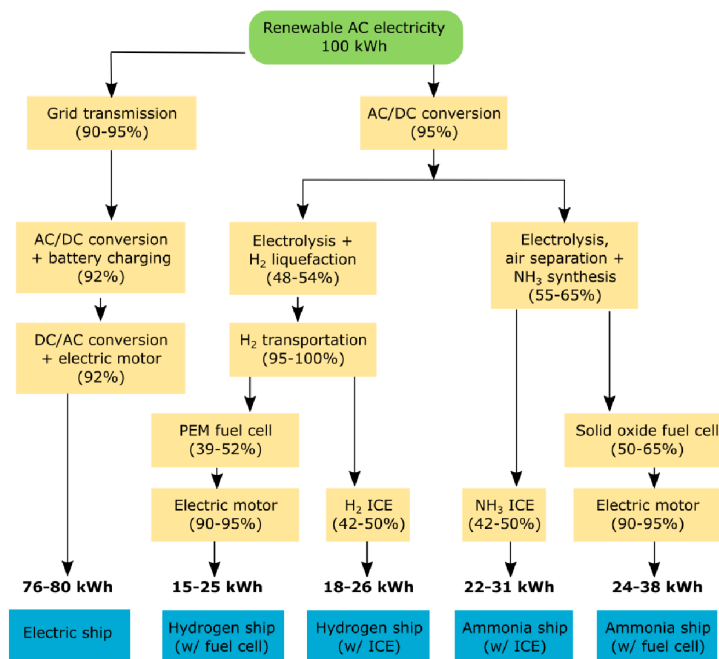 Renewable AC electricity
100 kWh
Grid transmission
(90-95%)
AC/DC conversion
(95%)
AC/DC conversion
+ battery charging
(92%)
Electrolysis +
H₂ liquefaction
(48-54%)
Electrolysis,
air separation +
NH₃ synthesis
(55-65%)
DC/AC conversion
+ electric motor
(92%)
H₂ transportation
(95-100%)
PEM fuel cell
(39-52%)
Solid oxide fuel cell
(50-65%)
Electric motor
(90-95%)
H₂ ICE
(42-50%)
NH₃ ICE
(42-50%)
Electric motor
(90-95%)
76-80 kWh
15-25 kWh
18-26 kWh
22-31 kWh
24-38 kWh
Electric ship
Hydrogen ship
(w/ fuel cell)
Hydrogen ship
(w/ ICE)
Ammonia ship
(w/ ICE)
Ammonia ship
(w/ fuel cell)